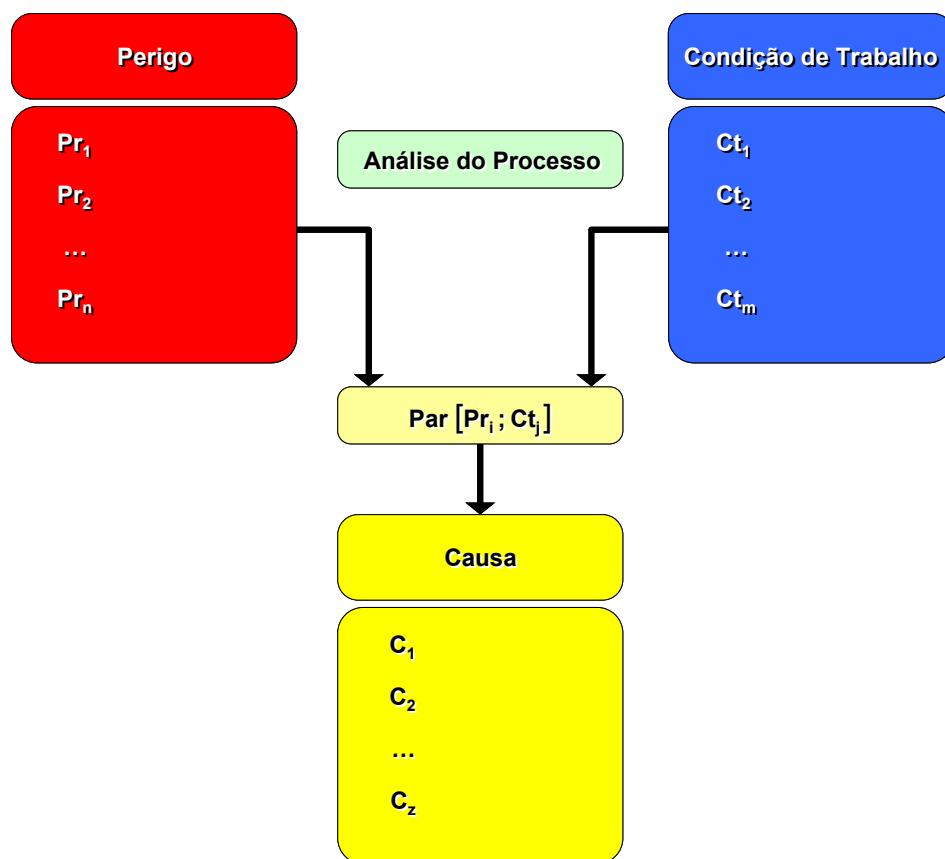 Perigo
Condição de Trabalho
Pr₁
Pr₂
...
Prₙ
Análise do Processo
Ct₁
Ct₂
...
Ctₘ
Par [Prᵢ ; Ctⱼ]
Causa
C₁
C₂
...
C_z